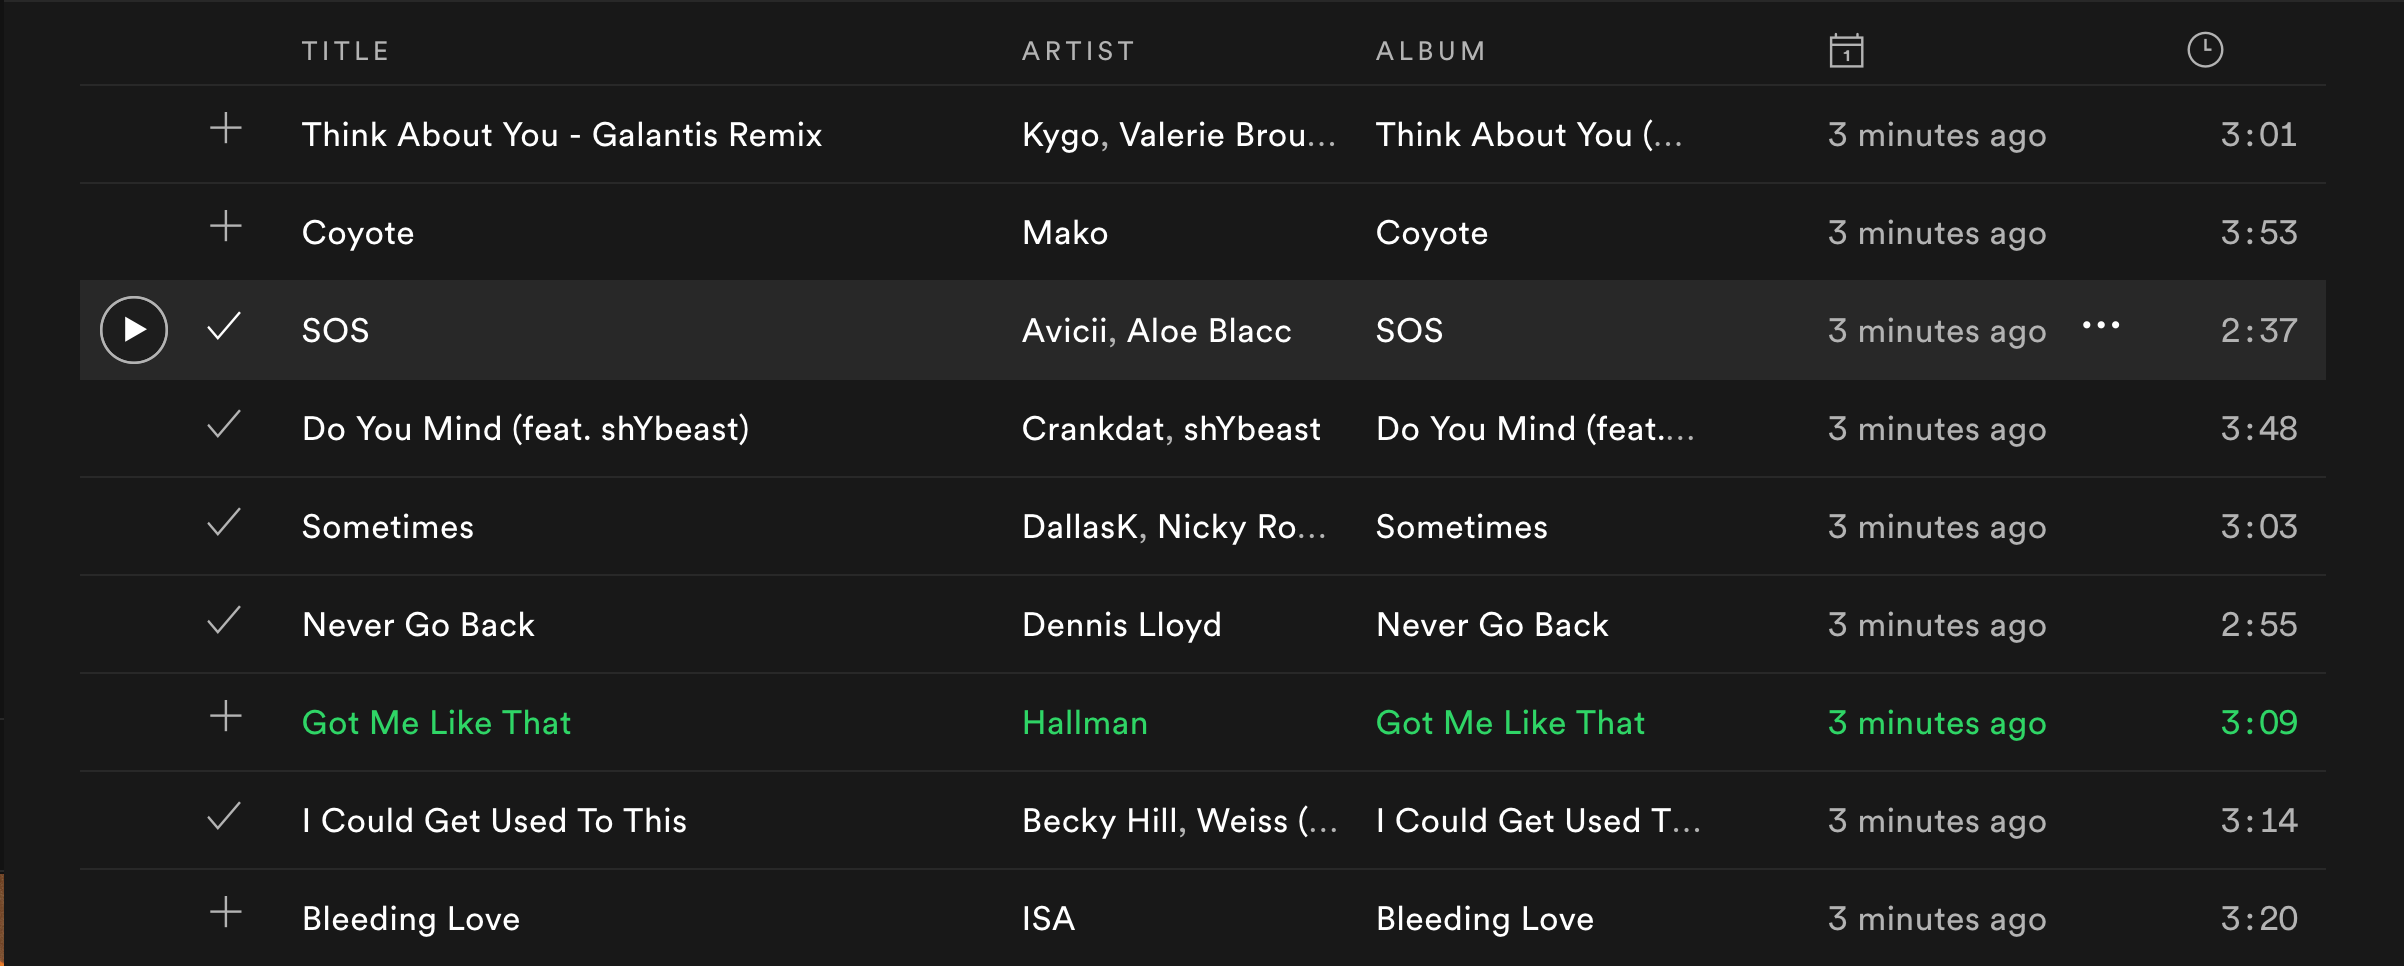 TITLE ARTIST ALBUM 1
Think About You - Galantis Remix Kygo, Valerie Brou... Think About You (... 3 minutes ago 3:01
Coyote Mako Coyote 3 minutes ago 3:53
SOS Avicii, Aloe Blacc SOS 3 minutes ago ••• 2:37
Do You Mind (feat. shYbeast) Crankdat, shYbeast Do You Mind (feat.... 3 minutes ago 3:48
Sometimes DallasK, Nicky Ro... Sometimes 3 minutes ago 3:03
Never Go Back Dennis Lloyd Never Go Back 3 minutes ago 2:55
Got Me Like That Hallman Got Me Like That 3 minutes ago 3:09
I Could Get Used To This Becky Hill, Weiss (... I Could Get Used T... 3 minutes ago 3:14
Bleeding Love ISA Bleeding Love 3 minutes ago 3:20